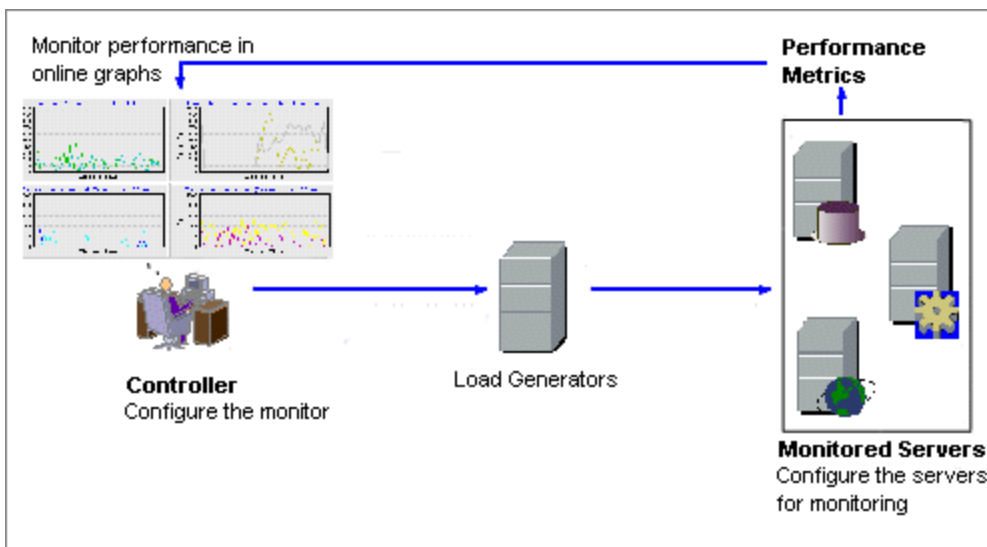 Monitor performance in
online graphs
Performance
Metrics
Controller
Configure the monitor
Load Generators
Monitored Servers
Configure the servers
for monitoring